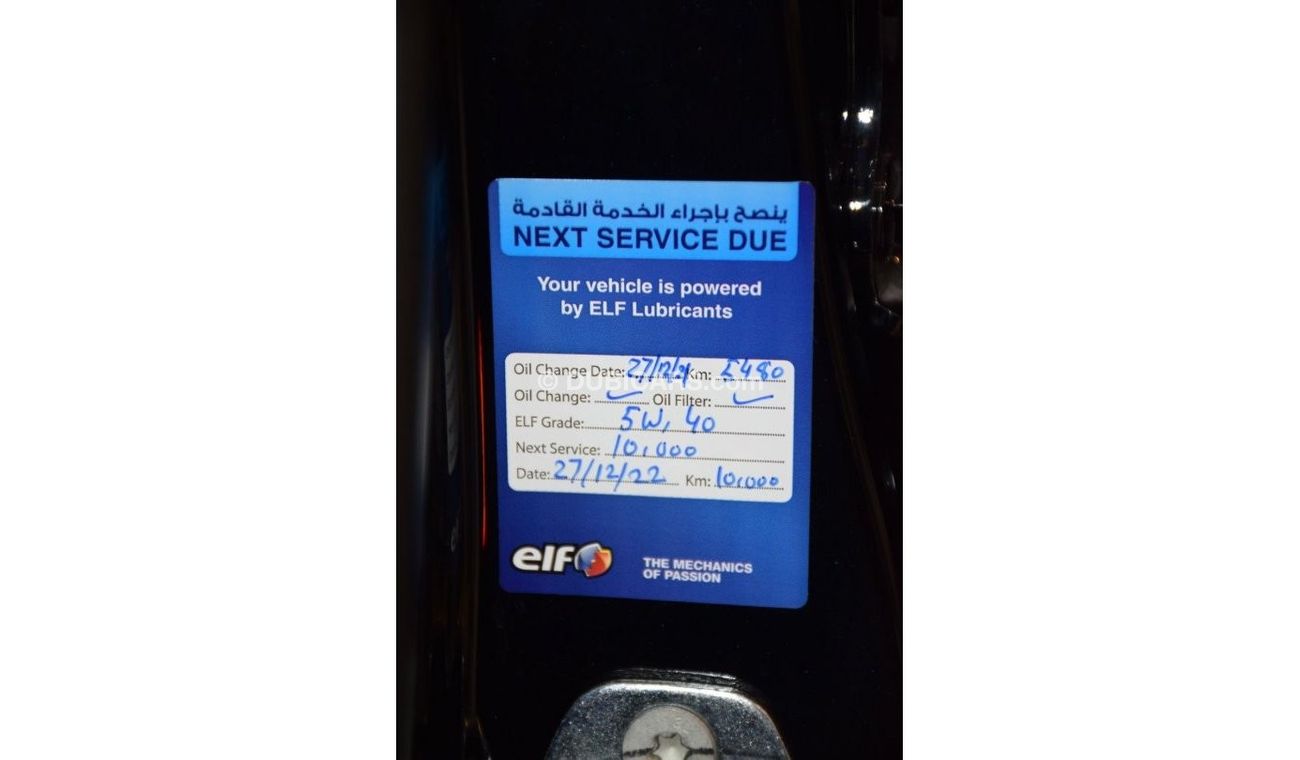 ينصح بإجراء الخدمة القادمة
NEXT SERVICE DUE
Your vehicle is powered
by ELF Lubricants
Oil Change Date: 27/12/21 Km: 5480
© DUBICARS.com
Oil Change: ✓ Oil Filter: ✓
ELF Grade: 5W, 40
Next Service: 10,000
Date: 27/12/22 Km: 10,000
elf
THE MECHANICS
OF PASSION